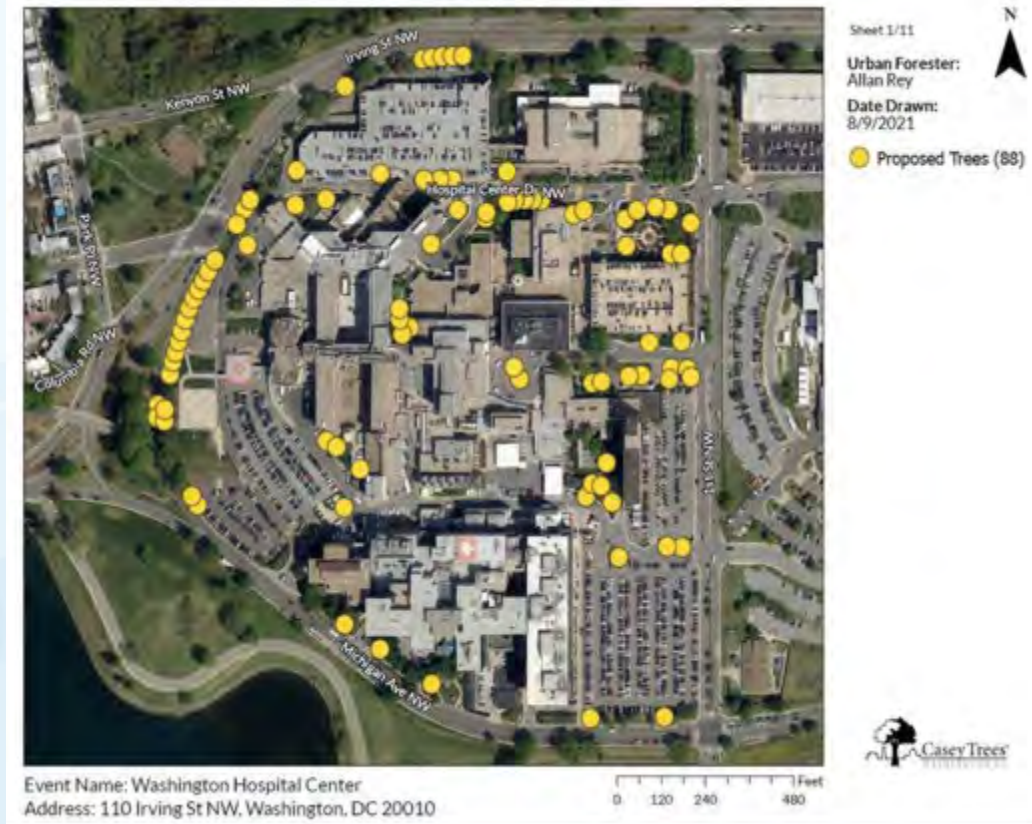 Sheet 1/11
N
Urban Forester:
Allan Rey
Date Drawn:
8/9/2021
Proposed Trees (88)
Irving St NW
Kenyon St NW
Hospital Center Dr NW
Park Pl NW
Columbia Rd NW
1st St NW
Michigan Ave NW
Casey Trees
Event Name: Washington Hospital Center
Address: 110 Irving St NW, Washington, DC 20010
Feet
0 120 240 480